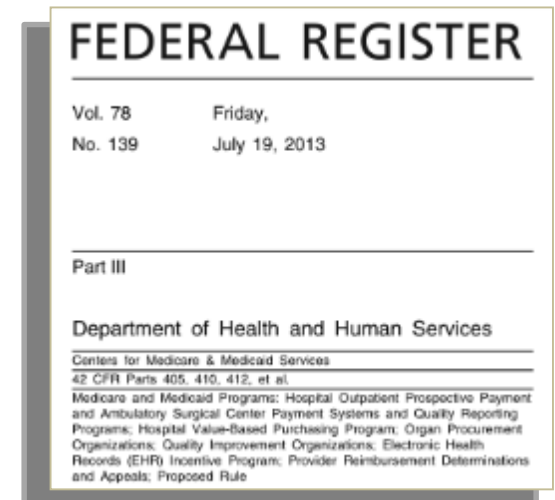 FEDERAL REGISTER
Vol. 78 Friday,
No. 139 July 19, 2013
Part III
Department of Health and Human Services
Centers for Medicare & Medicaid Services
42 CFR Parts 405, 410, 412, et al.
Medicare and Medicaid Programs: Hospital Outpatient Prospective Payment
and Ambulatory Surgical Center Payment Systems and Quality Reporting
Programs; Hospital Value-Based Purchasing Program; Organ Procurement
Organizations; Quality Improvement Organizations; Electronic Health
Records (EHR) Incentive Program; Provider Reimbursement Determinations
and Appeals; Proposed Rule